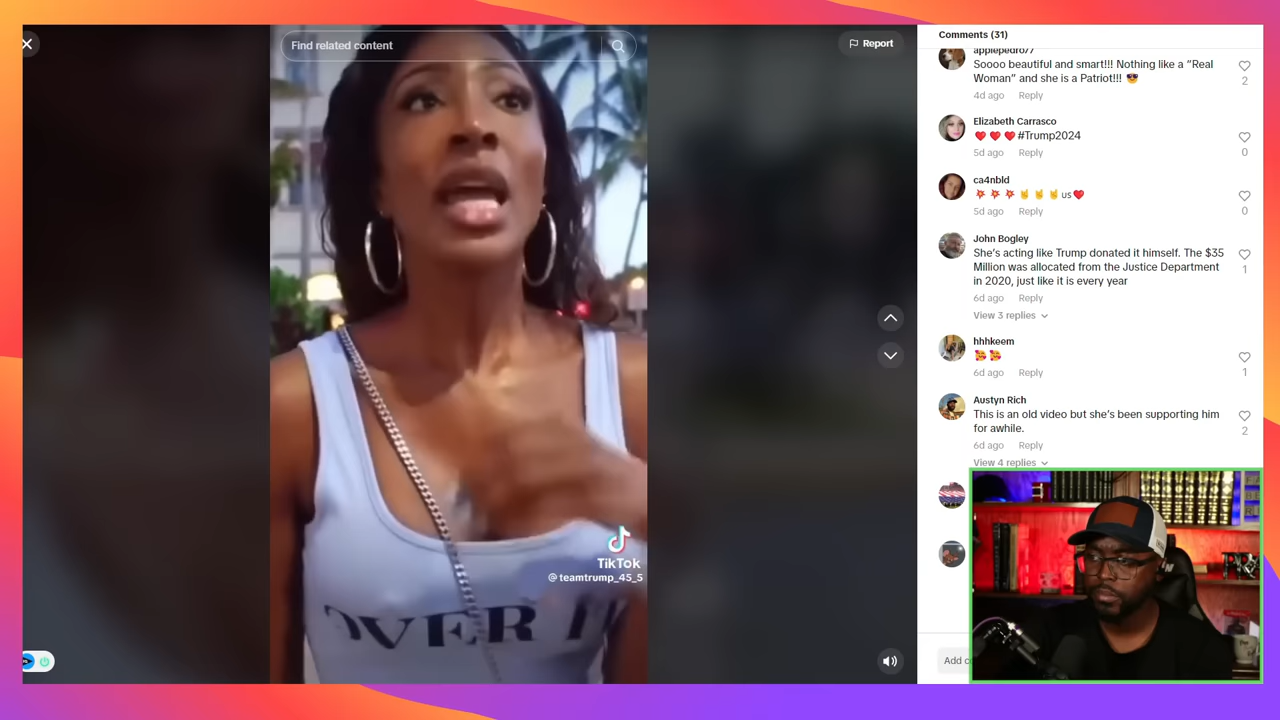 Find related content
Report
Comments (31)
applepedro77
Soooo beautiful and smart!!! Nothing like a “Real
Woman” and she is a Patriot!!! 😎
4d ago Reply
2
Elizabeth Carrasco
❤️ ❤️ ❤️ #Trump2024
5d ago Reply
0
ca4nbld
💥 💥 💥 🤘 🤘 🤘 us ❤️
5d ago Reply
0
John Bogley
She’s acting like Trump donated it himself. The $35
Million was allocated from the Justice Department
in 2020, just like it is every year
6d ago Reply
1
View 3 replies
hhhkeem
🥰 🥰
6d ago Reply
1
Austyn Rich
This is an old video but she’s been supporting him
for awhile.
6d ago Reply
2
View 4 replies
TikTok
@teamtrump_45_5
OVER IT
Add c